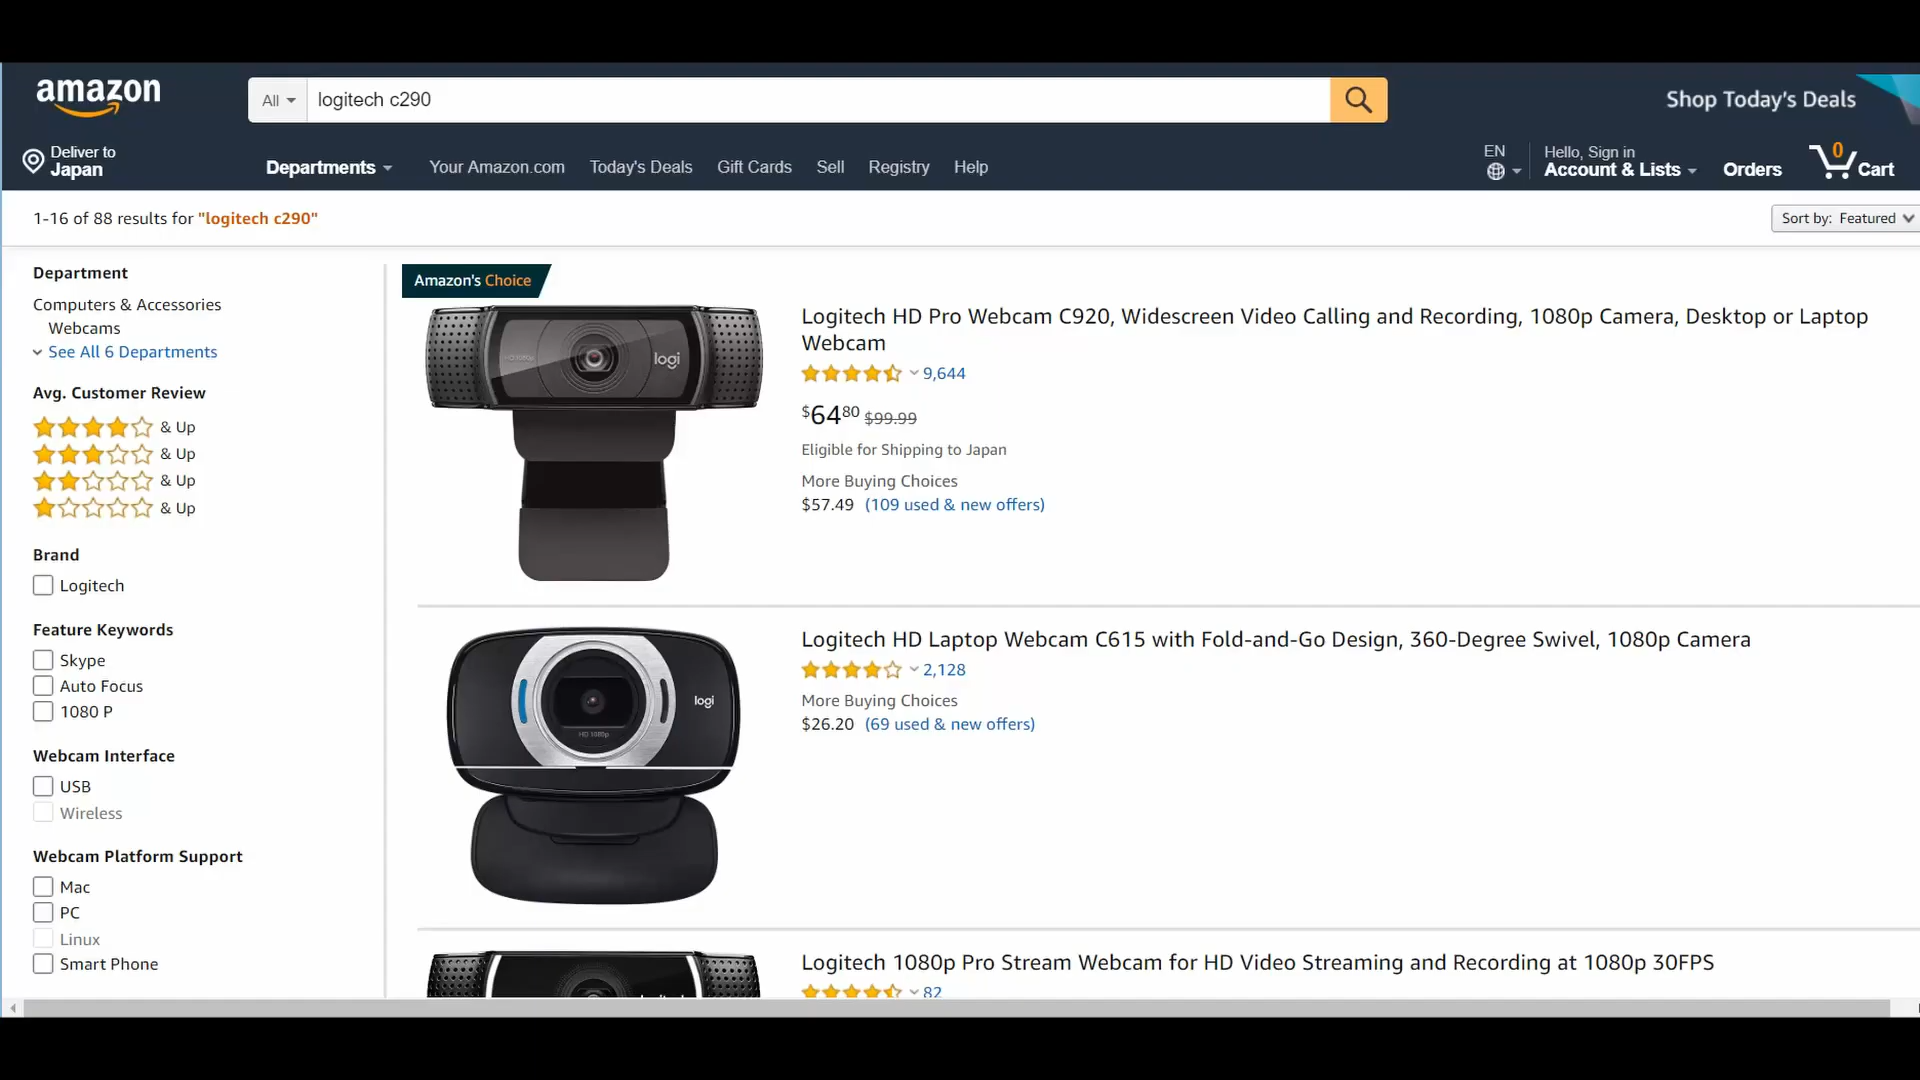 amazon
All
logitech c290
Shop Today's Deals
Deliver to
Japan
Departments
Your Amazon.com
Today's Deals
Gift Cards
Sell
Registry
Help
EN
Hello, Sign in
Account & Lists
Orders
0
Cart
1-16 of 88 results for "logitech c290"
Sort by: Featured
Department
Computers & Accessories
Webcams
See All 6 Departments
Avg. Customer Review
& Up
& Up
& Up
& Up
Brand
Logitech
Feature Keywords
Skype
Auto Focus
1080 P
Webcam Interface
USB
Wireless
Webcam Platform Support
Mac
PC
Linux
Smart Phone
Amazon's Choice
logi
Logitech HD Pro Webcam C920, Widescreen Video Calling and Recording, 1080p Camera, Desktop or Laptop
Webcam
9,644
$6480 $99.99
Eligible for Shipping to Japan
More Buying Choices
$57.49 (109 used & new offers)
logi
HD 1080p
Logitech HD Laptop Webcam C615 with Fold-and-Go Design, 360-Degree Swivel, 1080p Camera
2,128
More Buying Choices
$26.20 (69 used & new offers)
Logitech 1080p Pro Stream Webcam for HD Video Streaming and Recording at 1080p 30FPS
82